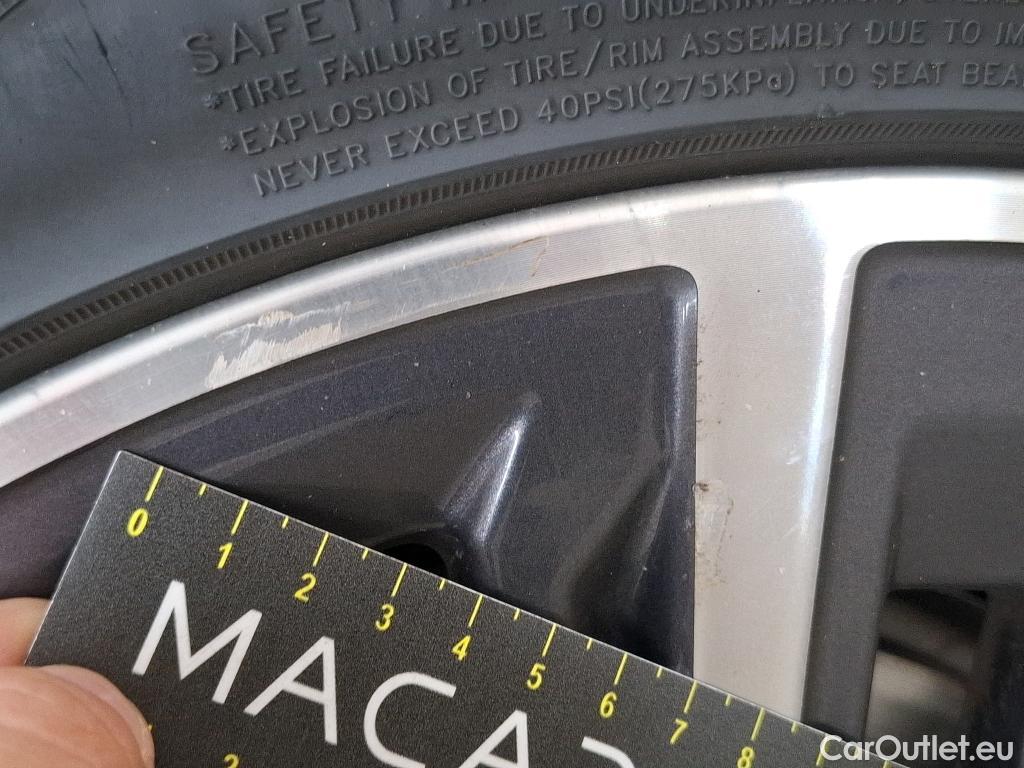 SAFETY
*TIRE FAILURE DUE TO
*EXPLOSION OF TIRE/RIM ASSEMBLY DUE TO
NEVER EXCEED 40PSI(275KPa) TO SEAT
0 1 2 3 4 5 6 7 8
MACA
2
CarOutlet.eu